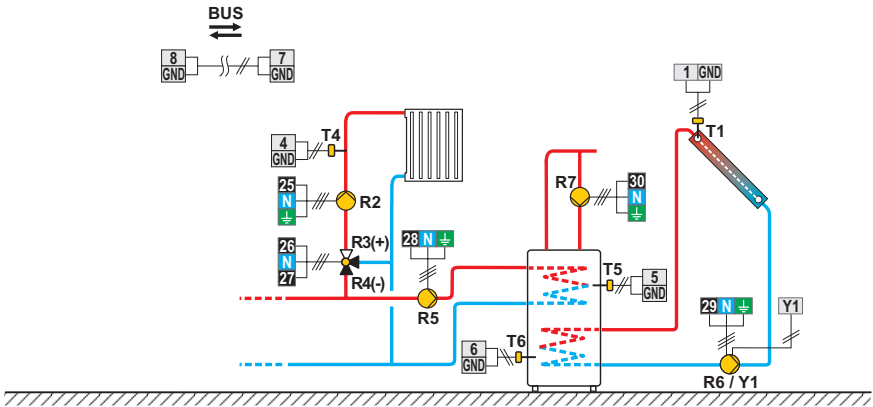 BUS
8
GND
7
GND
1 GND
T1
4
GND
T4
25
N
R2
R7
30
N
26
N
27
R3(+)
R4(-)
28 N
R5
T5
5
GND
T6
6
GND
29 N
Y1
R6 / Y1